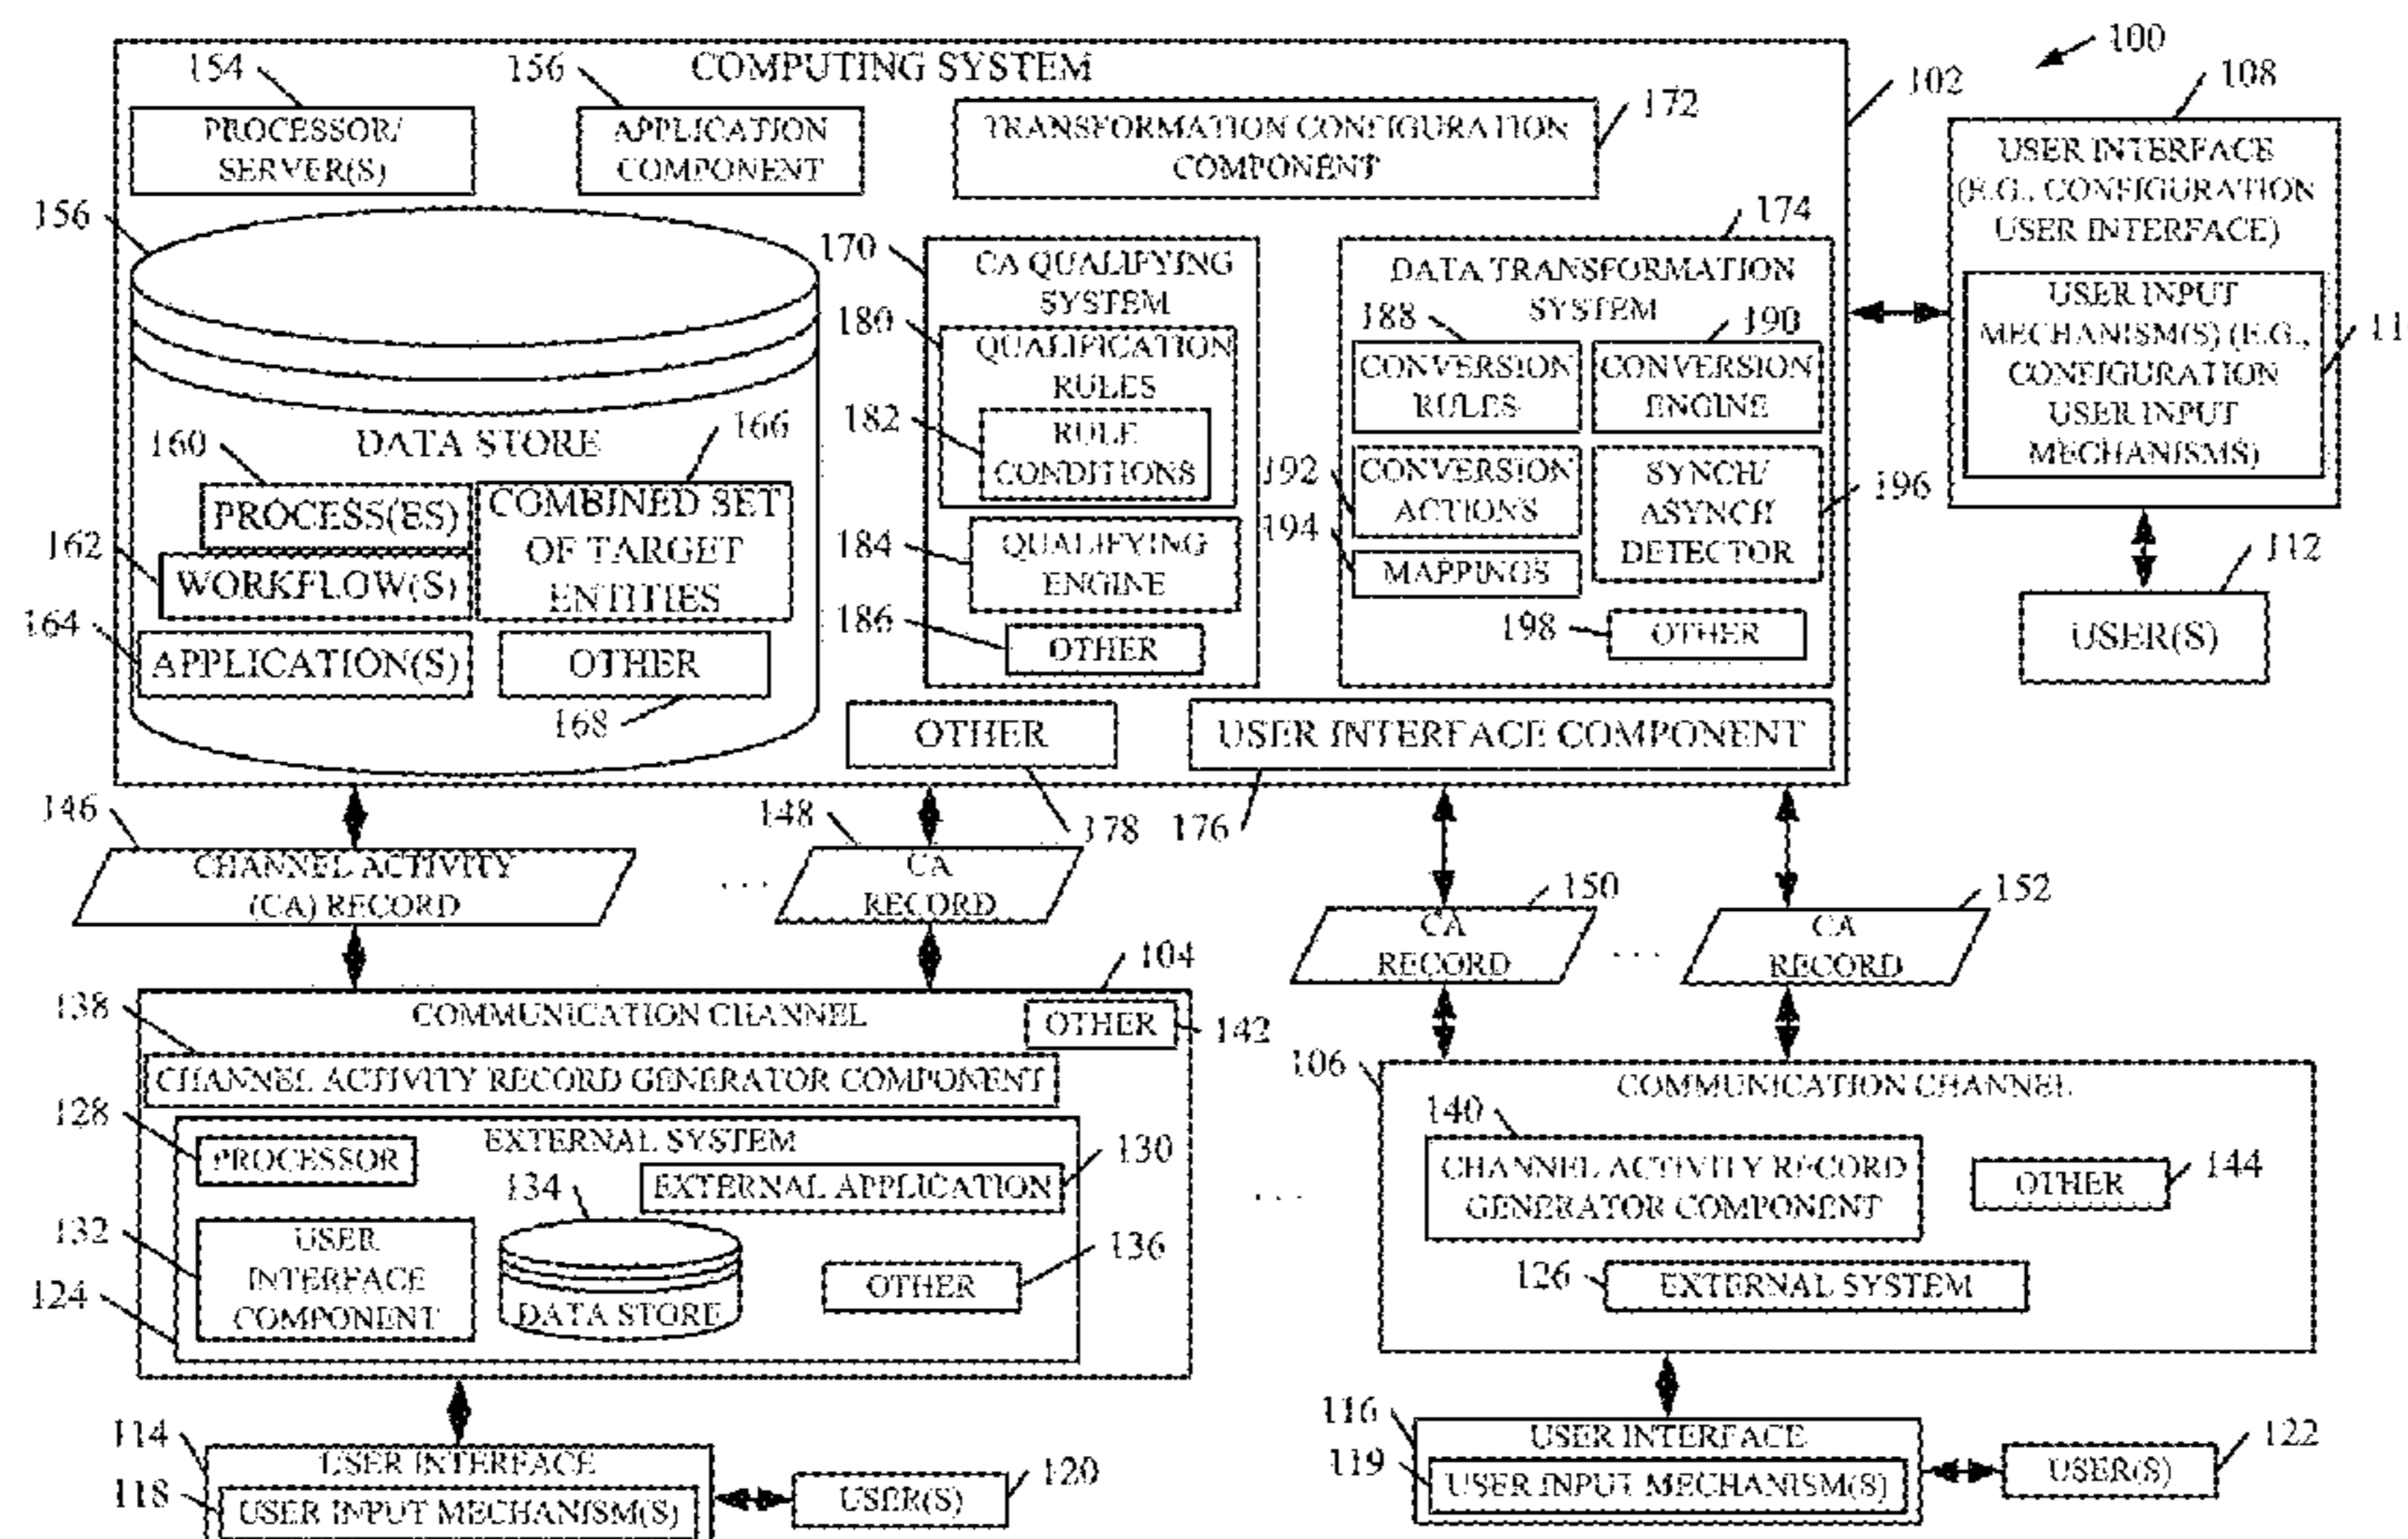 100
COMPUTING SYSTEM
154
156
172
102
108
PROCESSOR/
SERVER(S)
APPLICATION
COMPONENT
TRANSFORMATION CONFIGURATION
COMPONENT
USER INTERFACE
(E.G., CONFIGURATION
USER INTERFACE)
USER INPUT
MECHANISM(S) (E.G.,
CONFIGURATION
USER INPUT
MECHANISMS)
11
112
USER(S)
156
DATA STORE
160
166
PROCESS(ES)
COMBINED SET
OF TARGET
ENTITIES
162
WORKFLOW(S)
164
APPLICATION(S)
OTHER
168
170
CA QUALIFYING
SYSTEM
180
QUALIFICATION
RULES
182
RULE
CONDITIONS
184
QUALIFYING
ENGINE
186
OTHER
174
DATA TRANSFORMATION
SYSTEM
188
190
CONVERSION
RULES
CONVERSION
ENGINE
192
CONVERSION
ACTIONS
SYNCH/
ASYNCH
DETECTOR
196
194
MAPPINGS
198
OTHER
OTHER
USER INTERFACE COMPONENT
178
176
146
CHANNEL ACTIVITY
(CA) RECORD
...
148
CA
RECORD
150
CA
RECORD
...
152
CA
RECORD
104
COMMUNICATION CHANNEL
OTHER
142
138
CHANNEL ACTIVITY RECORD GENERATOR COMPONENT
128
EXTERNAL SYSTEM
PROCESSOR
130
EXTERNAL APPLICATION
134
132
USER
INTERFACE
COMPONENT
DATA STORE
136
OTHER
124
...
106
COMMUNICATION CHANNEL
140
CHANNEL ACTIVITY RECORD
GENERATOR COMPONENT
OTHER
144
126
EXTERNAL SYSTEM
114
USER INTERFACE
118
USER INPUT MECHANISM(S)
USER(S)
120
116
USER INTERFACE
119
USER INPUT MECHANISM(S)
USER(S)
122